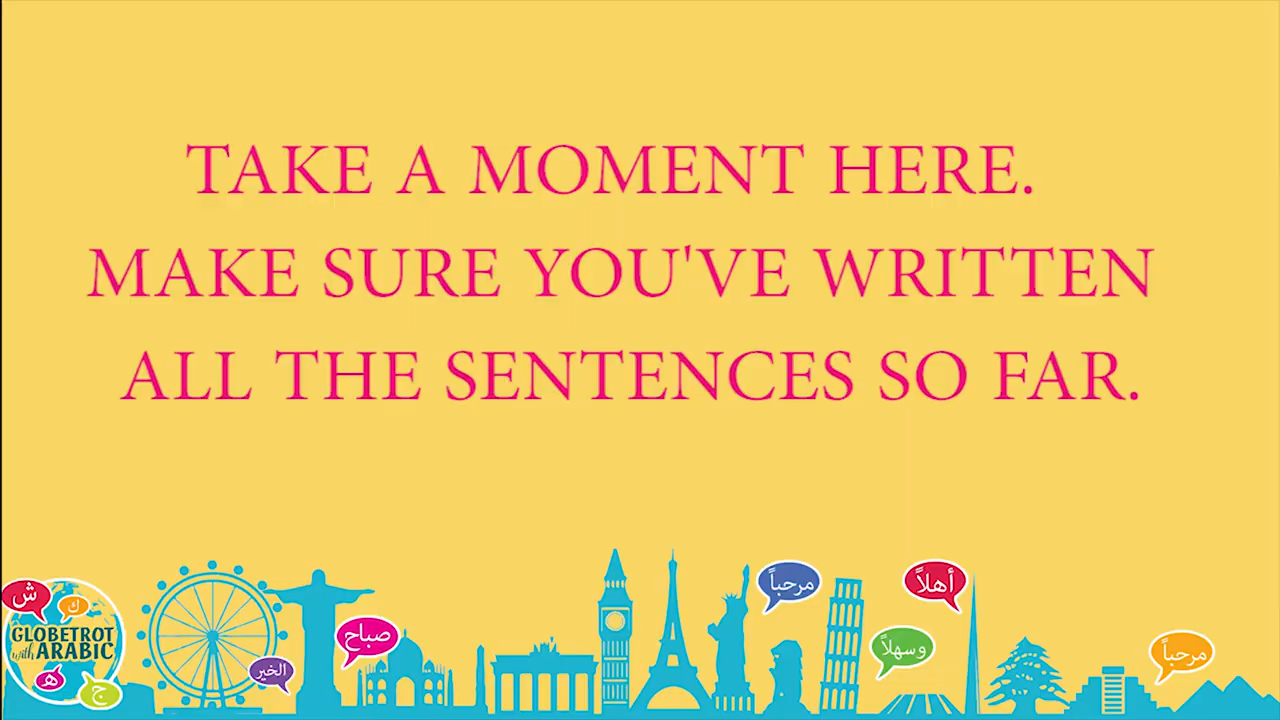 TAKE A MOMENT HERE.
MAKE SURE YOU'VE WRITTEN
ALL THE SENTENCES SO FAR.
مرحباً
أهلاً
ش
ك
صباح
وسهلاً
مرحباً
GLOBETROT
with ARABIC
الخير
ه
ج